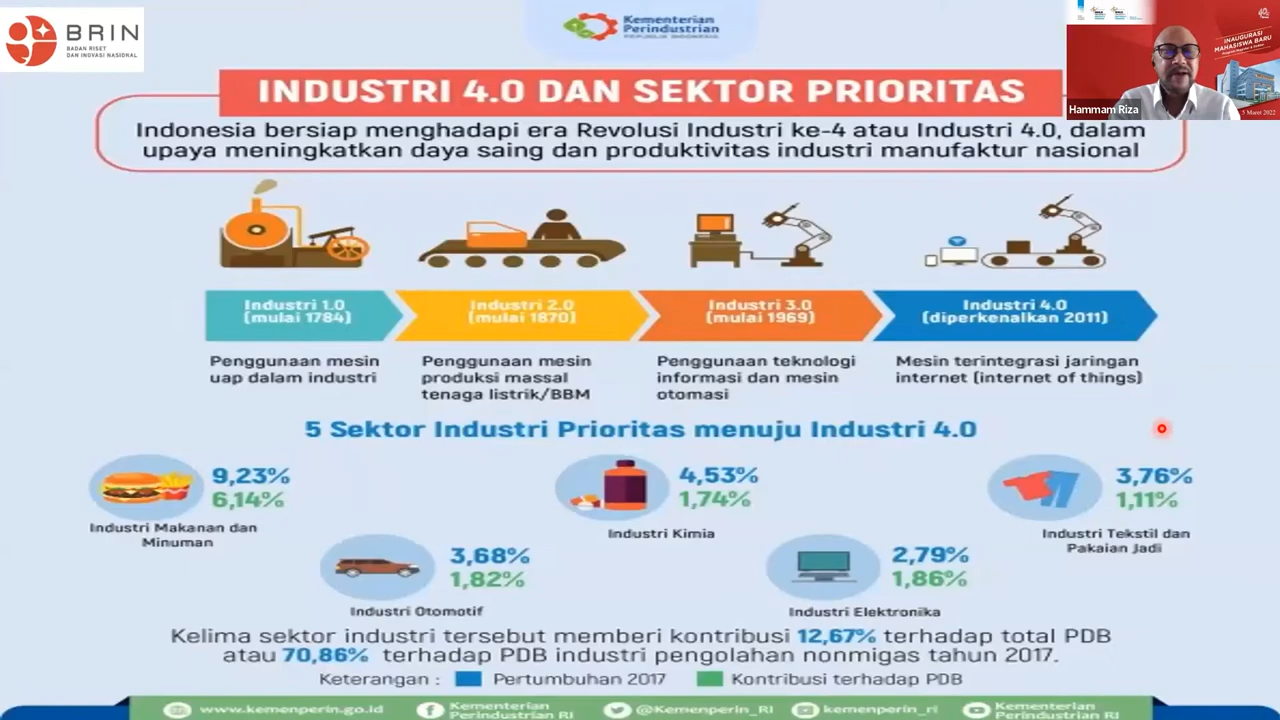 BRIN
BADAN RISET
DAN INOVASI NASIONAL
Kementerian
Perindustrian
REPUBLIK INDONESIA
INAUGURASI
MAHASISWA BARU
5 Maret 2022
Hammam Riza
INDUSTRI 4.0 DAN SEKTOR PRIORITAS
Indonesia bersiap menghadapi era Revolusi Industri ke-4 atau Industri 4.0, dalam
upaya meningkatkan daya saing dan produktivitas industri manufaktur nasional
Industri 1.0
(mulai 1784)
Industri 2.0
(mulai 1870)
Industri 3.0
(mulai 1969)
Industri 4.0
(diperkenalkan 2011)
Penggunaan mesin
uap dalam industri
Penggunaan mesin
produksi massal
tenaga listrik/BBM
Penggunaan teknologi
informasi dan mesin
otomasi
Mesin terintegrasi jaringan
internet (internet of things)
5 Sektor Industri Prioritas menuju Industri 4.0
9,23%
6,14%
Industri Makanan dan
Minuman
3,68%
1,82%
Industri Otomotif
4,53%
1,74%
Industri Kimia
2,79%
1,86%
Industri Elektronika
3,76%
1,11%
Industri Tekstil dan
Pakaian Jadi
Kelima sektor industri tersebut memberi kontribusi 12,67% terhadap total PDB
atau 70,86% terhadap PDB industri pengolahan nonmigas tahun 2017.
Keterangan : Pertumbuhan 2017 Kontribusi terhadap PDB
www.kemenperin.go.id
Kementerian
Perindustrian RI
@Kemenperin_RI
kemenperin_ri
Kementerian
Perindustrian RI